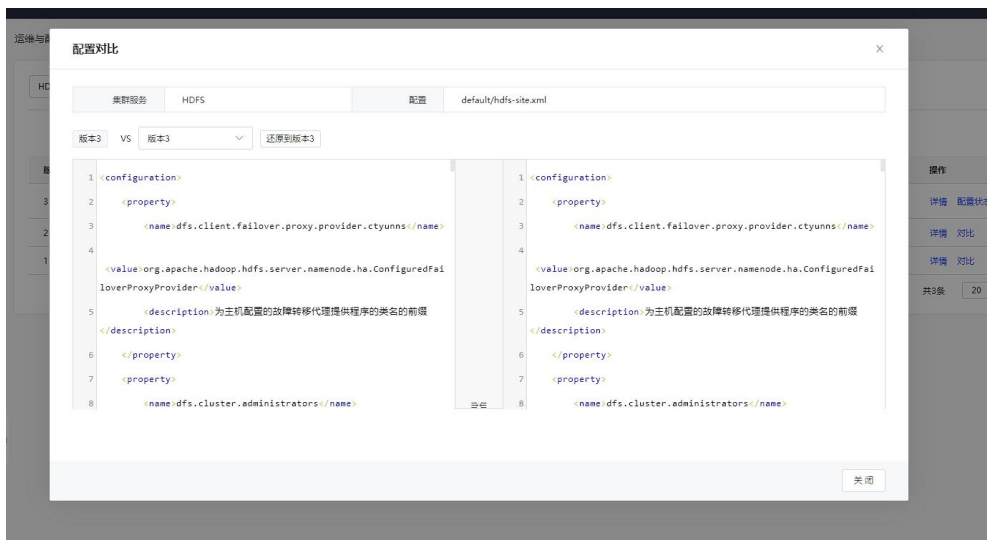 运维与
配置对比
HD
集群服务 HDFS 配置 default/hdfs-site.xml
版本3 VS 版本3 还原到版本3
1 <configuration> 1 <configuration>
2 <property> 2 <property>
3 <name>dfs.client.failover.proxy.provider.ctyunns</name> 3 <name>dfs.client.failover.proxy.provider.ctyunns</name>
4 4
<value>org.apache.hadoop.hdfs.server.namenode.ha.ConfiguredFai <value>org.apache.hadoop.hdfs.server.namenode.ha.ConfiguredFai
loverProxyProvider</value> loverProxyProvider</value>
5 <description>为主机配置的故障转移代理提供程序的类名的前缀 5 <description>为主机配置的故障转移代理提供程序的类名的前缀
</description> </description>
6 </property> 6 </property>
7 <property> 7 <property>
8 <name>dfs.cluster.administrators</name> 8 <name>dfs.cluster.administrators</name>
操作
3 详情 配置状
2 详情 对比
1 详情 对比
共3条 20
关闭